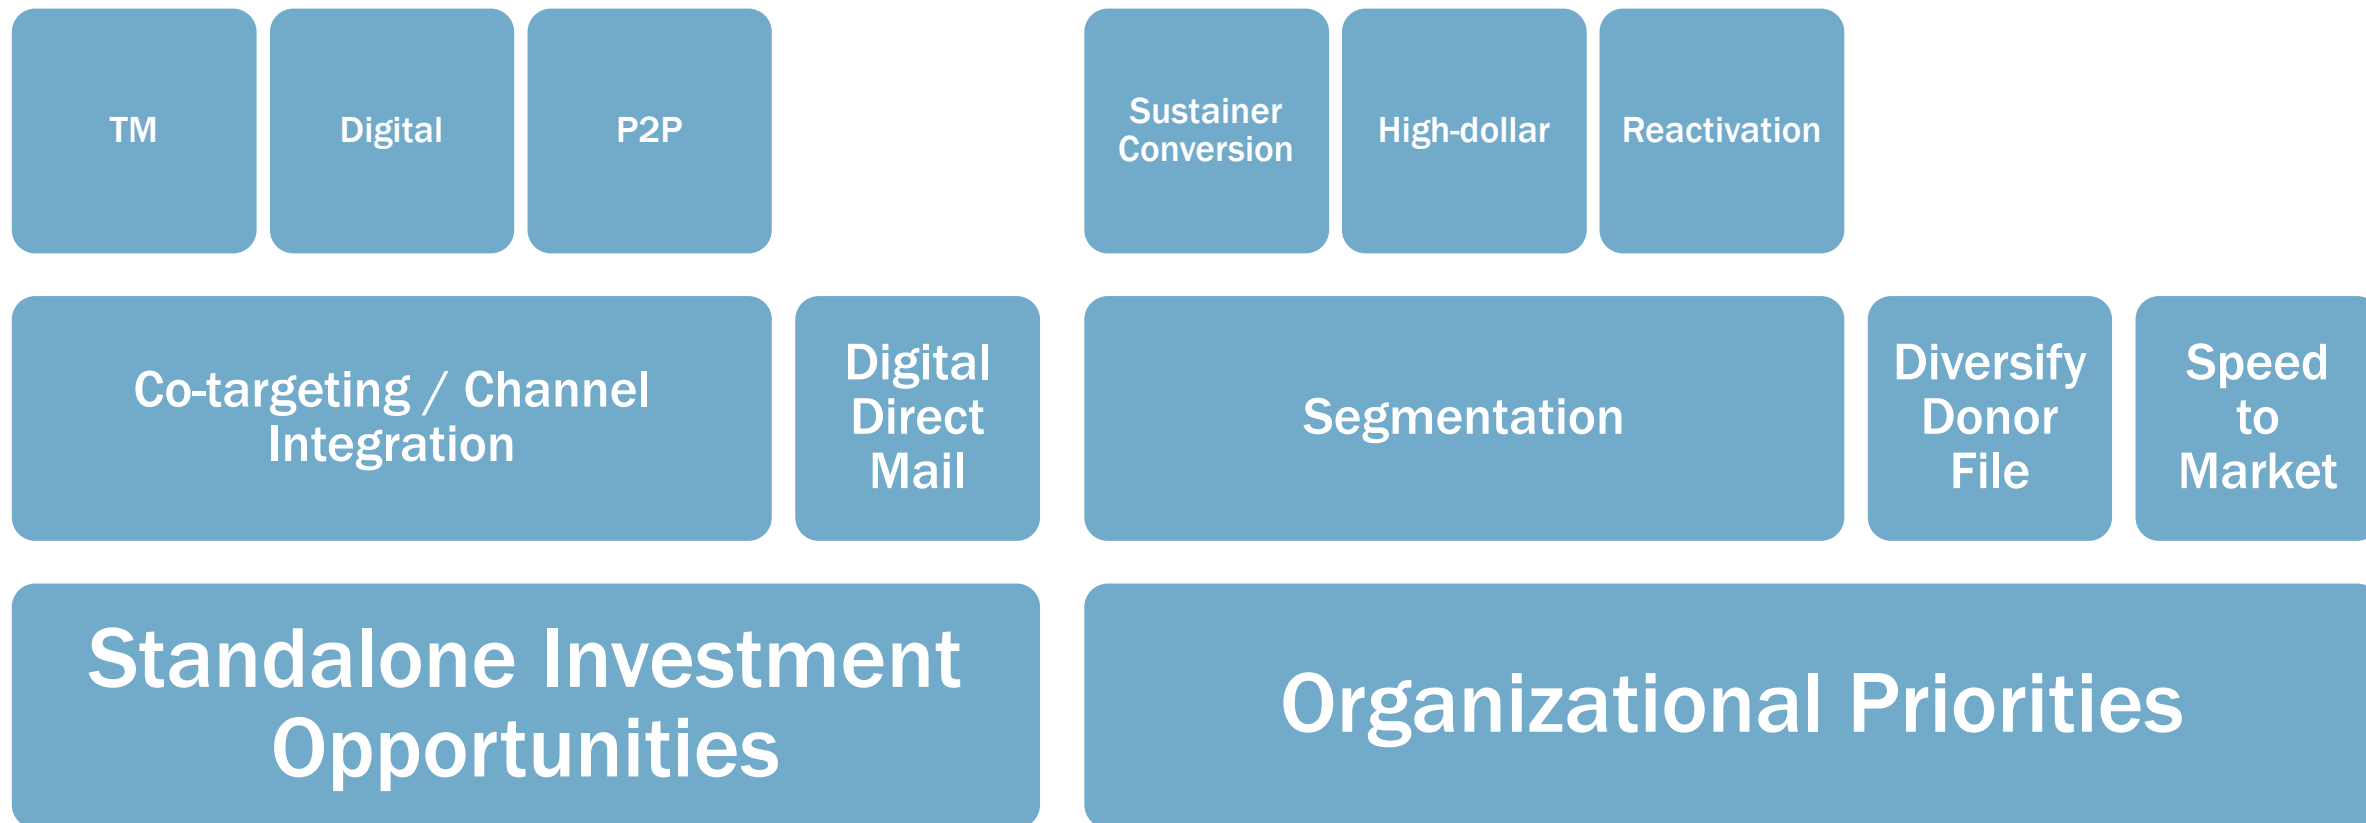 TM
Digital
P2P
Sustainer
Conversion
High-dollar
Reactivation
Co-targeting / Channel
Integration
Digital
Direct
Mail
Segmentation
Diversify
Donor
File
Speed
to
Market
Standalone Investment
Opportunities
Organizational Priorities